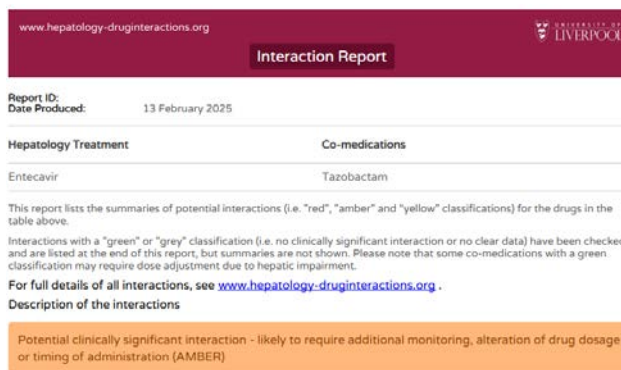 www.hepatology-druginteractions.org
UNIVERSITY OF
LIVERPOOL
Interaction Report
Report ID:
Date Produced: 13 February 2025
Hepatology Treatment Co-medications
Entecavir Tazobactam
This report lists the summaries of potential interactions (i.e. "red", "amber" and "yellow" classifications) for the drugs in the
table above.
Interactions with a "green" or "grey" classification (i.e. no clinically significant interaction or no clear data) have been checked
and are listed at the end of this report, but summaries are not shown. Please note that some co-medications with a green
classification may require dose adjustment due to hepatic impairment.
For full details of all interactions, see www.hepatology-druginteractions.org .
Description of the interactions
Potential clinically significant interaction - likely to require additional monitoring, alteration of drug dosage
or timing of administration (AMBER)